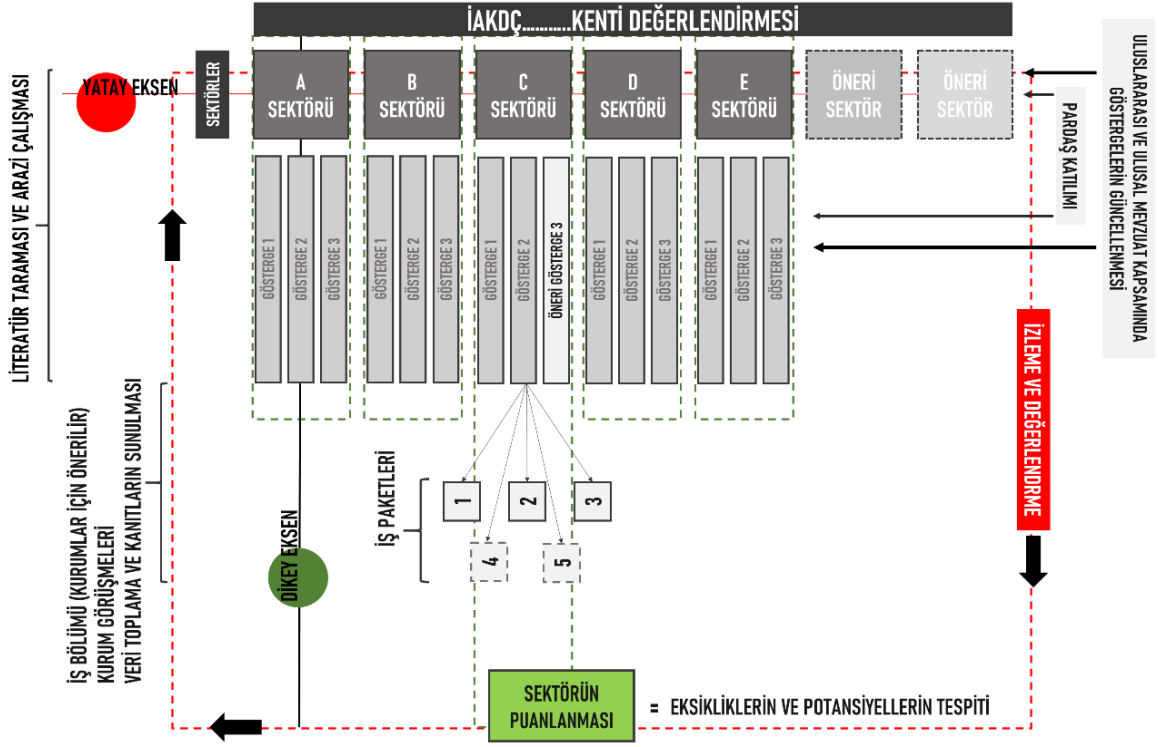 İAKDÇ...........KENTİ DEĞERLENDİRMESİ
YATAY EKSEN
SEKTÖRLER
A
SEKTÖRÜ
B
SEKTÖRÜ
C
SEKTÖRÜ
D
SEKTÖRÜ
E
SEKTÖRÜ
ÖNERİ
SEKTÖR
ÖNERİ
SEKTÖR
LİTERATÜR TARAMASI VE ARAZİ ÇALIŞMASI
GÖSTERGE 1
GÖSTERGE 2
GÖSTERGE 3
GÖSTERGE 1
GÖSTERGE 2
GÖSTERGE 3
GÖSTERGE 1
GÖSTERGE 2
ÖNERİ GÖSTERGE 3
GÖSTERGE 1
GÖSTERGE 2
GÖSTERGE 3
GÖSTERGE 1
GÖSTERGE 2
GÖSTERGE 3
PARDAŞ KATILIMI
ULUSLARARASI VE ULUSAL MEVZUAT KAPSAMINDA
GÖSTERGELERİN GÜNCELLENMESİ
İZLEME VE DEĞERLENDRME
İŞ BÖLÜMÜ (KURUMLAR İÇİN ÖNERİLİR)
KURUM GÖRÜŞMELERİ
VERİ TOPLAMA VE KANITLARIN SUNULMASI
DİKEY EKSEN
İŞ PAKETLERİ
1
2
3
4
5
SEKTÖRÜN
PUANLANMASI
= EKSİKLİKLERİN VE POTANSİYELLERİN TESPİTİ